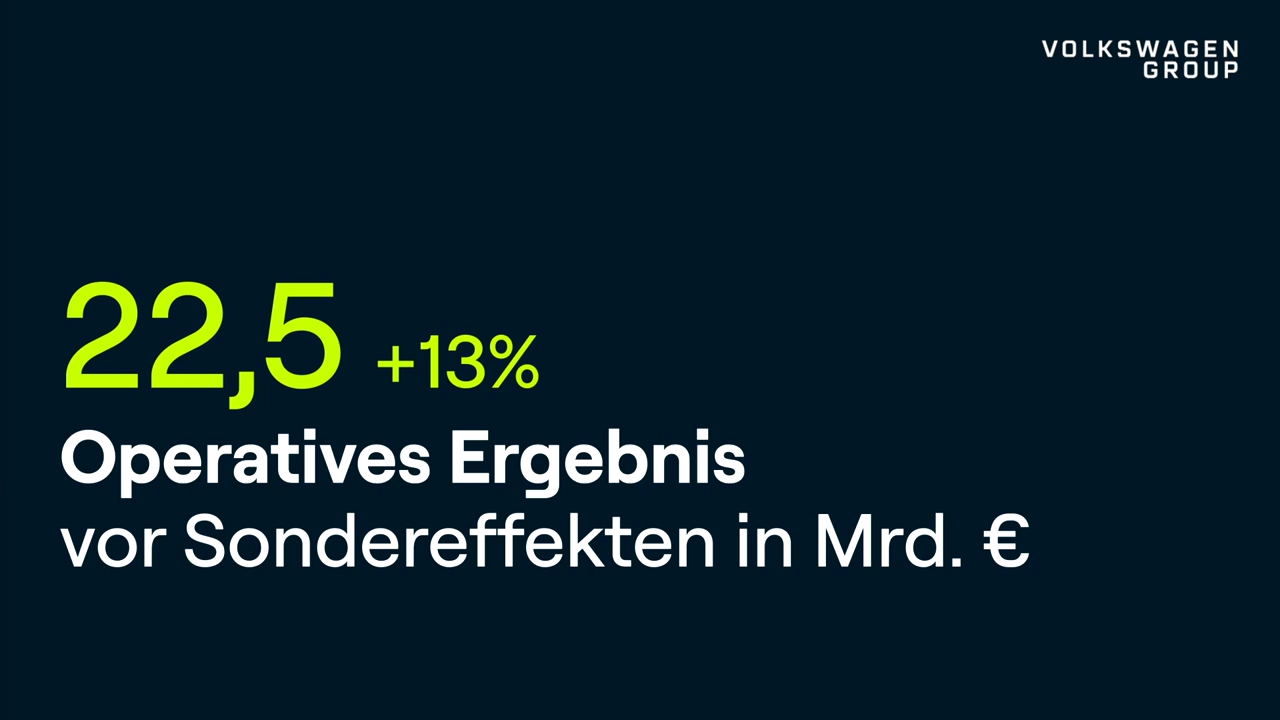 VOLKSWAGEN
GROUP
22,5 +13%
Operatives Ergebnis
vor Sondereffekten in Mrd. €